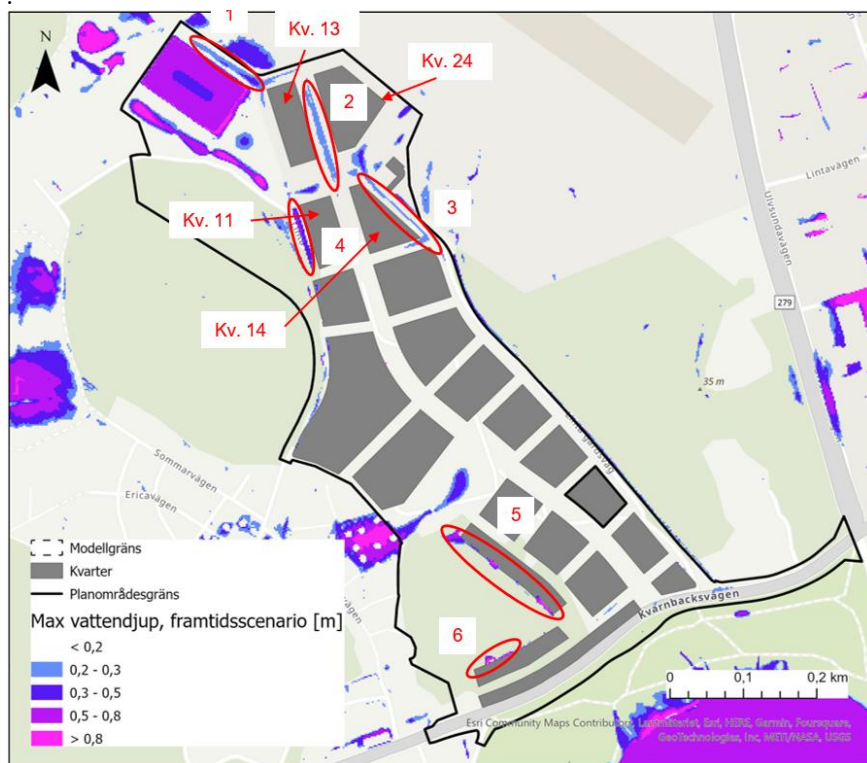 1
N
Kv. 13
Kv. 24
2
Lintavägen
Ulvsundavägen
3
Kv. 11
4
279
Kv. 14
35 m
Sommarvägen
Ericavägen
5
Modellgräns
Kvarter
Planområdesgräns
Kvarnbacksvägen
Max vattendjup, framtidsscenario [m]
6
< 0,2
0,2 - 0,3
0,3 - 0,5
0,5 - 0,8
> 0,8
0 0,1 0,2 km
Esri Community Maps Contributors, Lantmäteriet, Esri, HERE, Garmin, Foursquare,
GeoTechnologies, Inc, METI/NASA, USGS